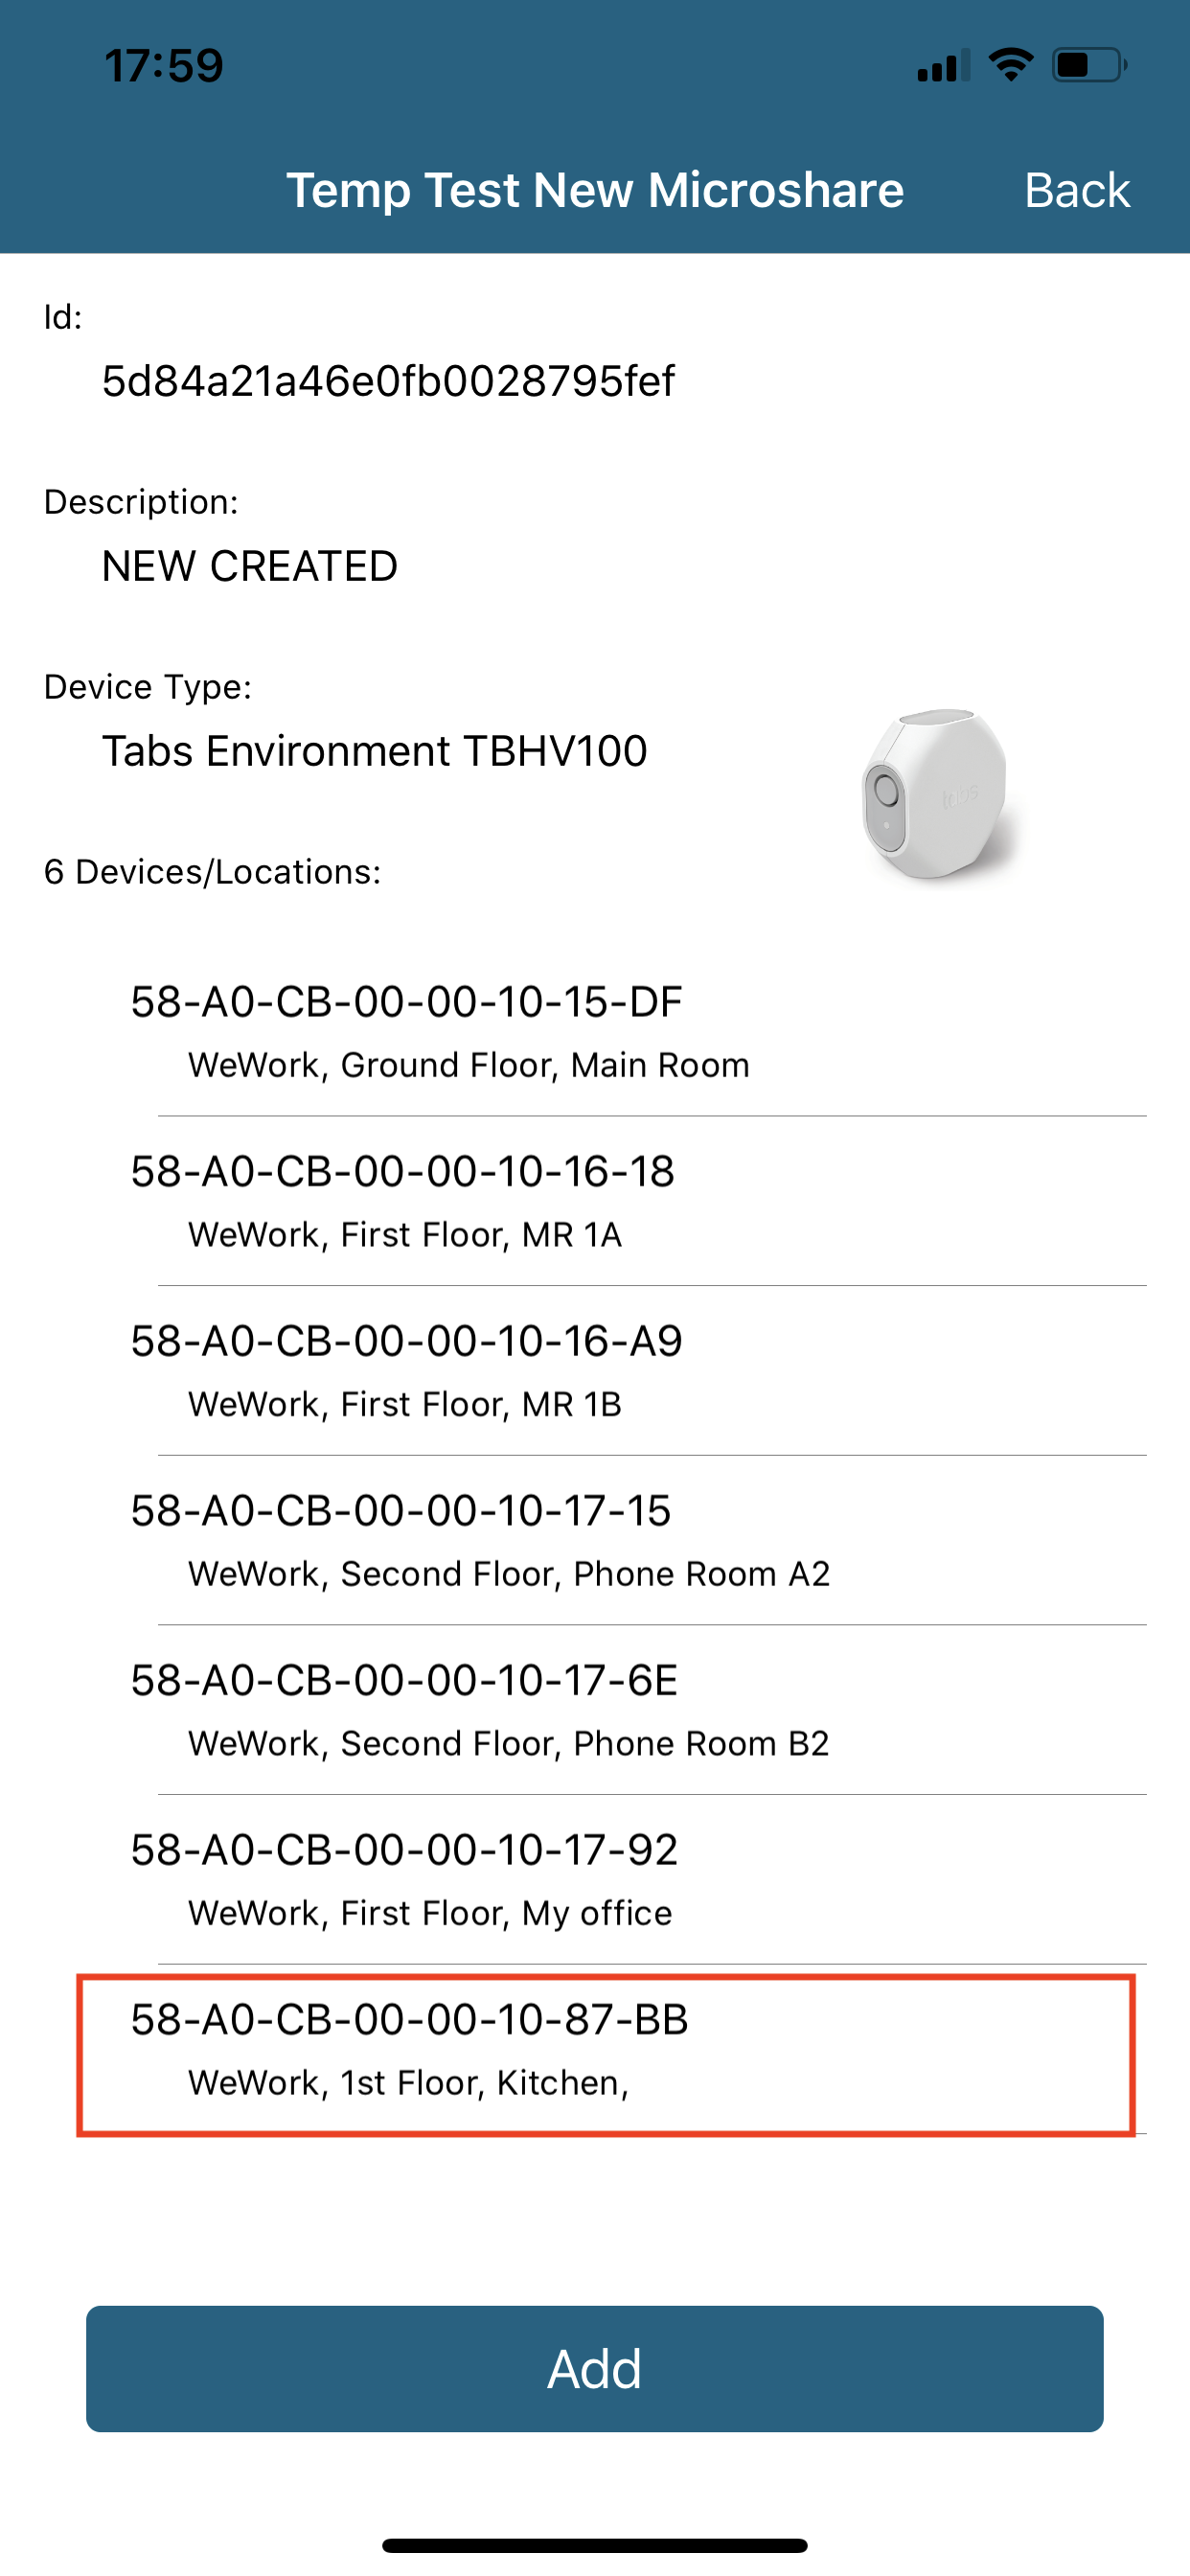 17:59
Temp Test New Microshare Back
Id:
5d84a21a46e0fb0028795fef
Description:
NEW CREATED
Device Type:
Tabs Environment TBHV100
tabs
6 Devices/Locations:
58-A0-CB-00-00-10-15-DF
WeWork, Ground Floor, Main Room
58-A0-CB-00-00-10-16-18
WeWork, First Floor, MR 1A
58-A0-CB-00-00-10-16-A9
WeWork, First Floor, MR 1B
58-A0-CB-00-00-10-17-15
WeWork, Second Floor, Phone Room A2
58-A0-CB-00-00-10-17-6E
WeWork, Second Floor, Phone Room B2
58-A0-CB-00-00-10-17-92
WeWork, First Floor, My office
58-A0-CB-00-00-10-87-BB
WeWork, 1st Floor, Kitchen,
Add